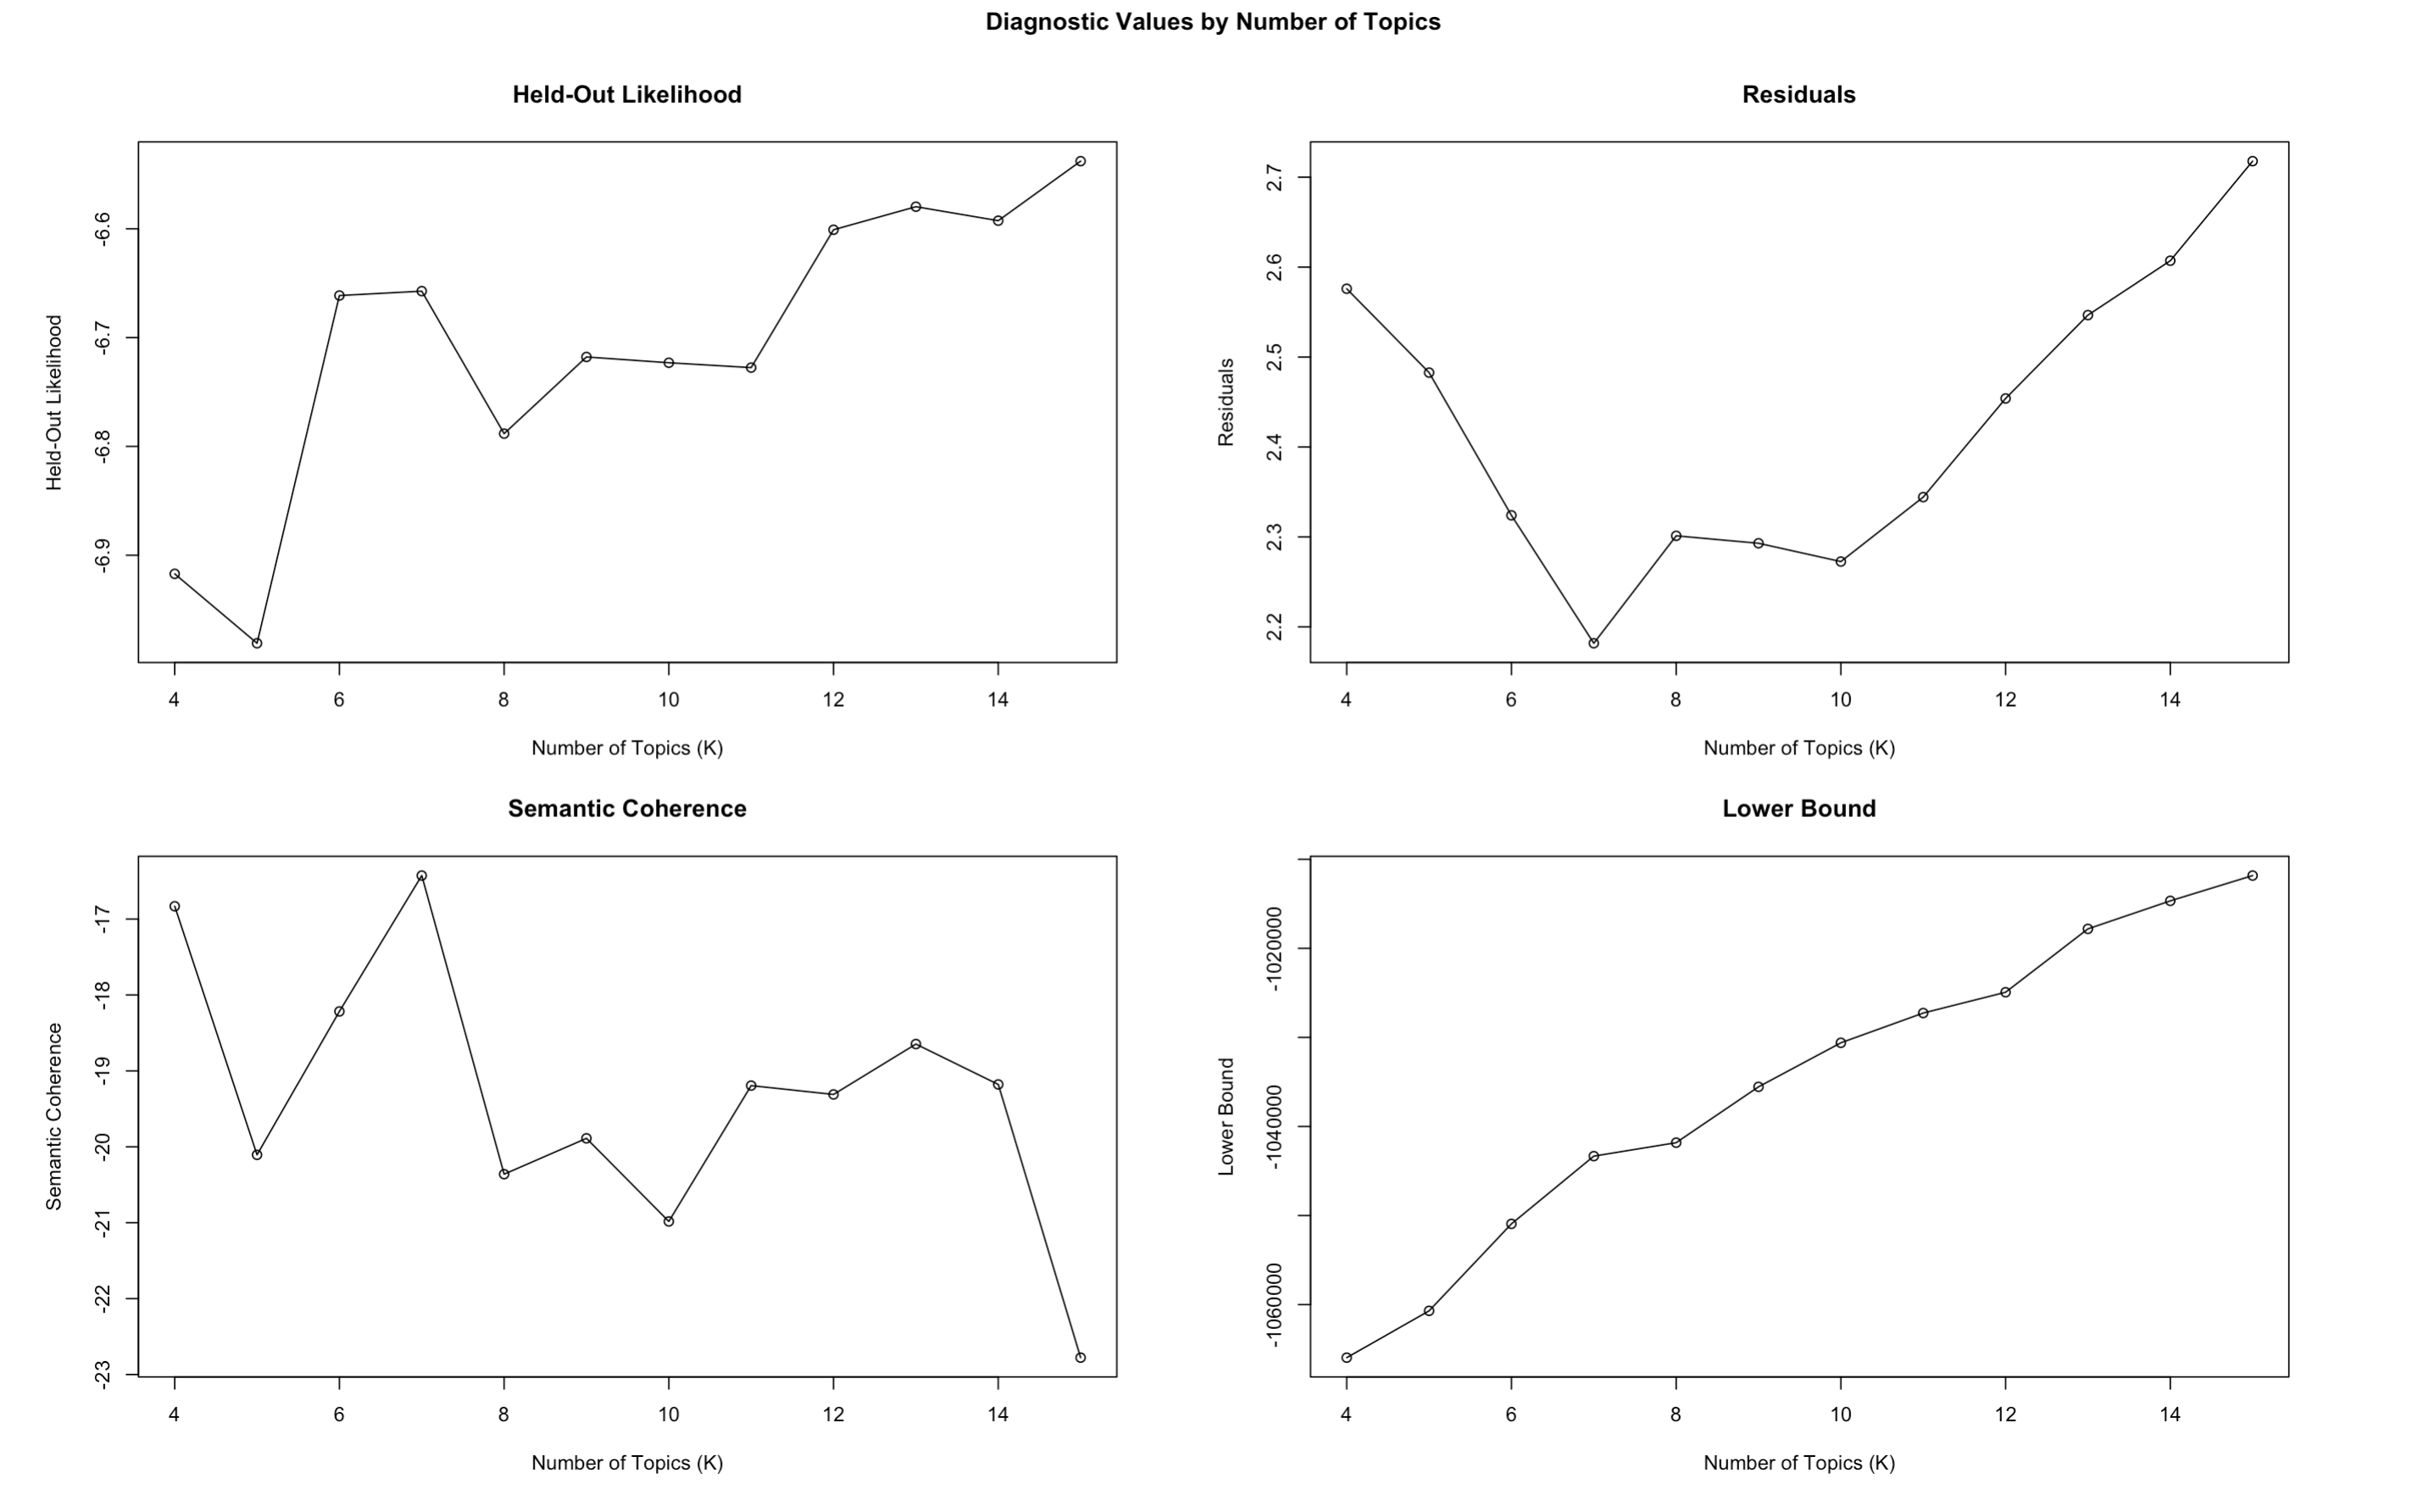 Diagnostic Values by Number of Topics
Held-Out Likelihood
Held-Out Likelihood
-6.6
-6.7
-6.8
-6.9
4 6 8 10 12 14
Number of Topics (K)
Residuals
Residuals
2.7
2.6
2.5
2.4
2.3
2.2
4 6 8 10 12 14
Number of Topics (K)
Semantic Coherence
Semantic Coherence
-17
-18
-19
-20
-21
-22
-23
4 6 8 10 12 14
Number of Topics (K)
Lower Bound
Lower Bound
-1020000
-1040000
-1060000
4 6 8 10 12 14
Number of Topics (K)